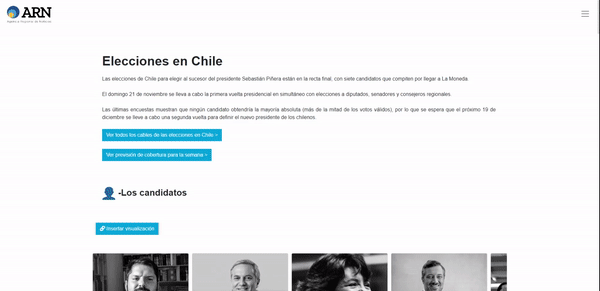 ARN
Elecciones en Chile
Las elecciones de Chile para elegir al sucesor del presidente Sebastián Piñera están en la recta final, con siete candidatos que compiten por llegar a La Moneda.
El domingo 21 de noviembre se lleva a cabo la primera vuelta presidencial en simultáneo con elecciones a diputados, senadores y consejeros regionales.
Las últimas encuestas muestran que ningún candidato obtendría la mayoría absoluta (más de la mitad de los votos válidos), por lo que se espera que el próximo 19 de
diciembre se lleve a cabo una segunda vuelta para definir el nuevo presidente de los chilenos.
Ver todos los cables de las elecciones en Chile »
Ver previsión de cobertura para la semana »
-Los candidatos
Insertar visualización